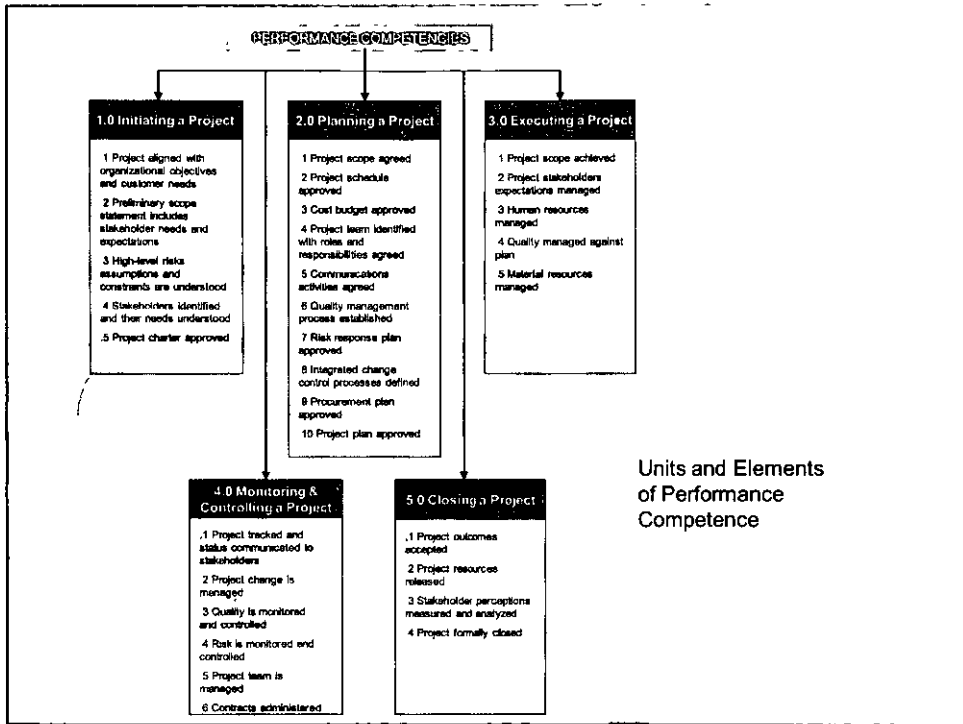 PERFORMANCE COMPETENCIES
1.0 Initiating a Project
1 Project aligned with
organizational objectives
and customer needs
2 Preliminary scope
statement includes
stakeholder needs and
expectations
3 High-level risks
assumptions and
constraints are understood
4 Stakeholders identified
and their needs understood
.5 Project charter approved
2.0 Planning a Project
1 Project scope agreed
2 Project schedule
approved
3 Cost budget approved
4 Project team identified
with roles and
responsibilities agreed
5 Communications
activities agreed
6 Quality management
process established
7 Risk response plan
approved
8 Integrated change
control processes defined
9 Procurement plan
approved
10 Project plan approved
3.0 Executing a Project
1 Project scope achieved
2 Project stakeholders
expectations managed
3 Human resources
managed
4 Quality managed against
plan
5 Material resources
managed
4.0 Monitoring &
Controlling a Project
.1 Project tracked and
status communicated to
stakeholders
2 Project change is
managed
3 Quality is monitored
and controlled
4 Risk is monitored and
controlled
5 Project team is
managed
6 Contracts administered
5 0 Closing a Project
.1 Project outcomes
accepted
2 Project resources
released
3 Stakeholder perceptions
measured and analyzed
4 Project formally closed
Units and Elements
of Performance
Competence